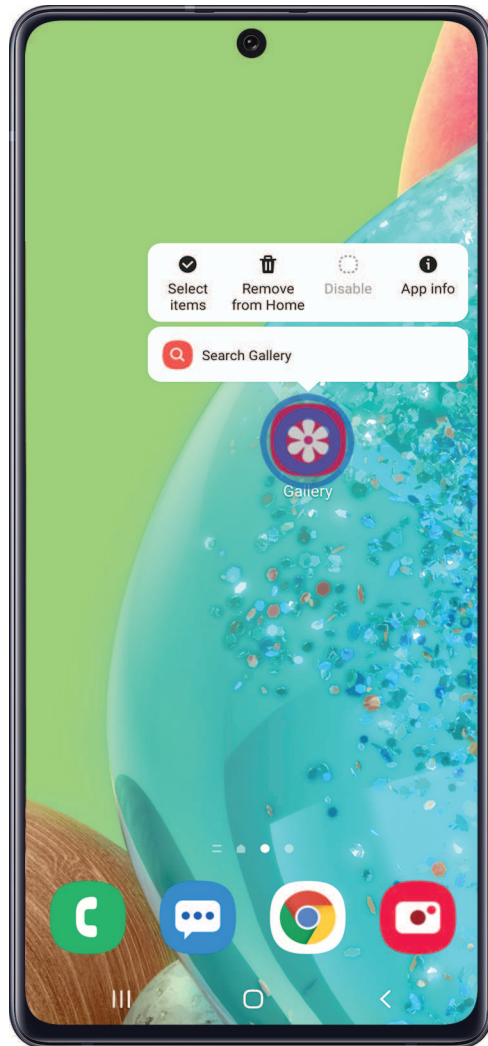 Select
items
Remove
from Home
Disable
App info
Search Gallery
Gallery